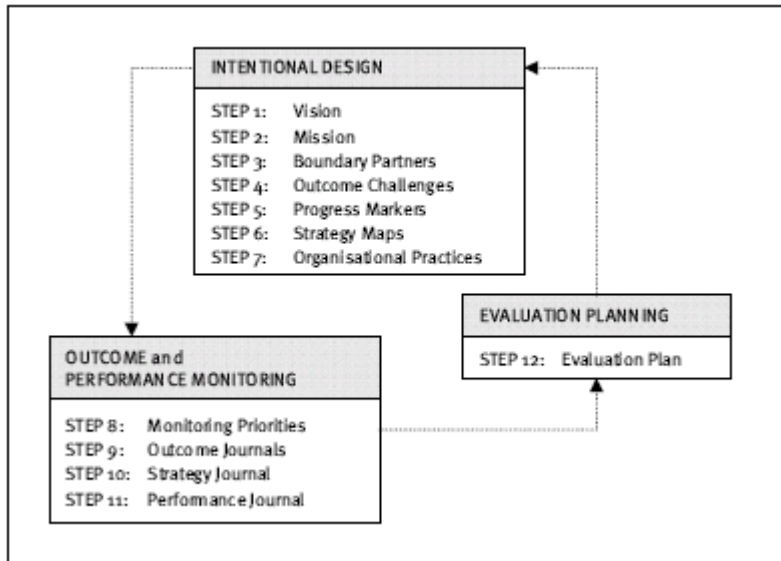 INTENTIONAL DESIGN
STEP 1: Vision
STEP 2: Mission
STEP 3: Boundary Partners
STEP 4: Outcome Challenges
STEP 5: Progress Markers
STEP 6: Strategy Maps
STEP 7: Organisational Practices
EVALUATION PLANNING
STEP 12: Evaluation Plan
OUTCOME and
PERFORMANCE MONITORING
STEP 8: Monitoring Priorities
STEP 9: Outcome Journals
STEP 10: Strategy Journal
STEP 11: Performance Journal